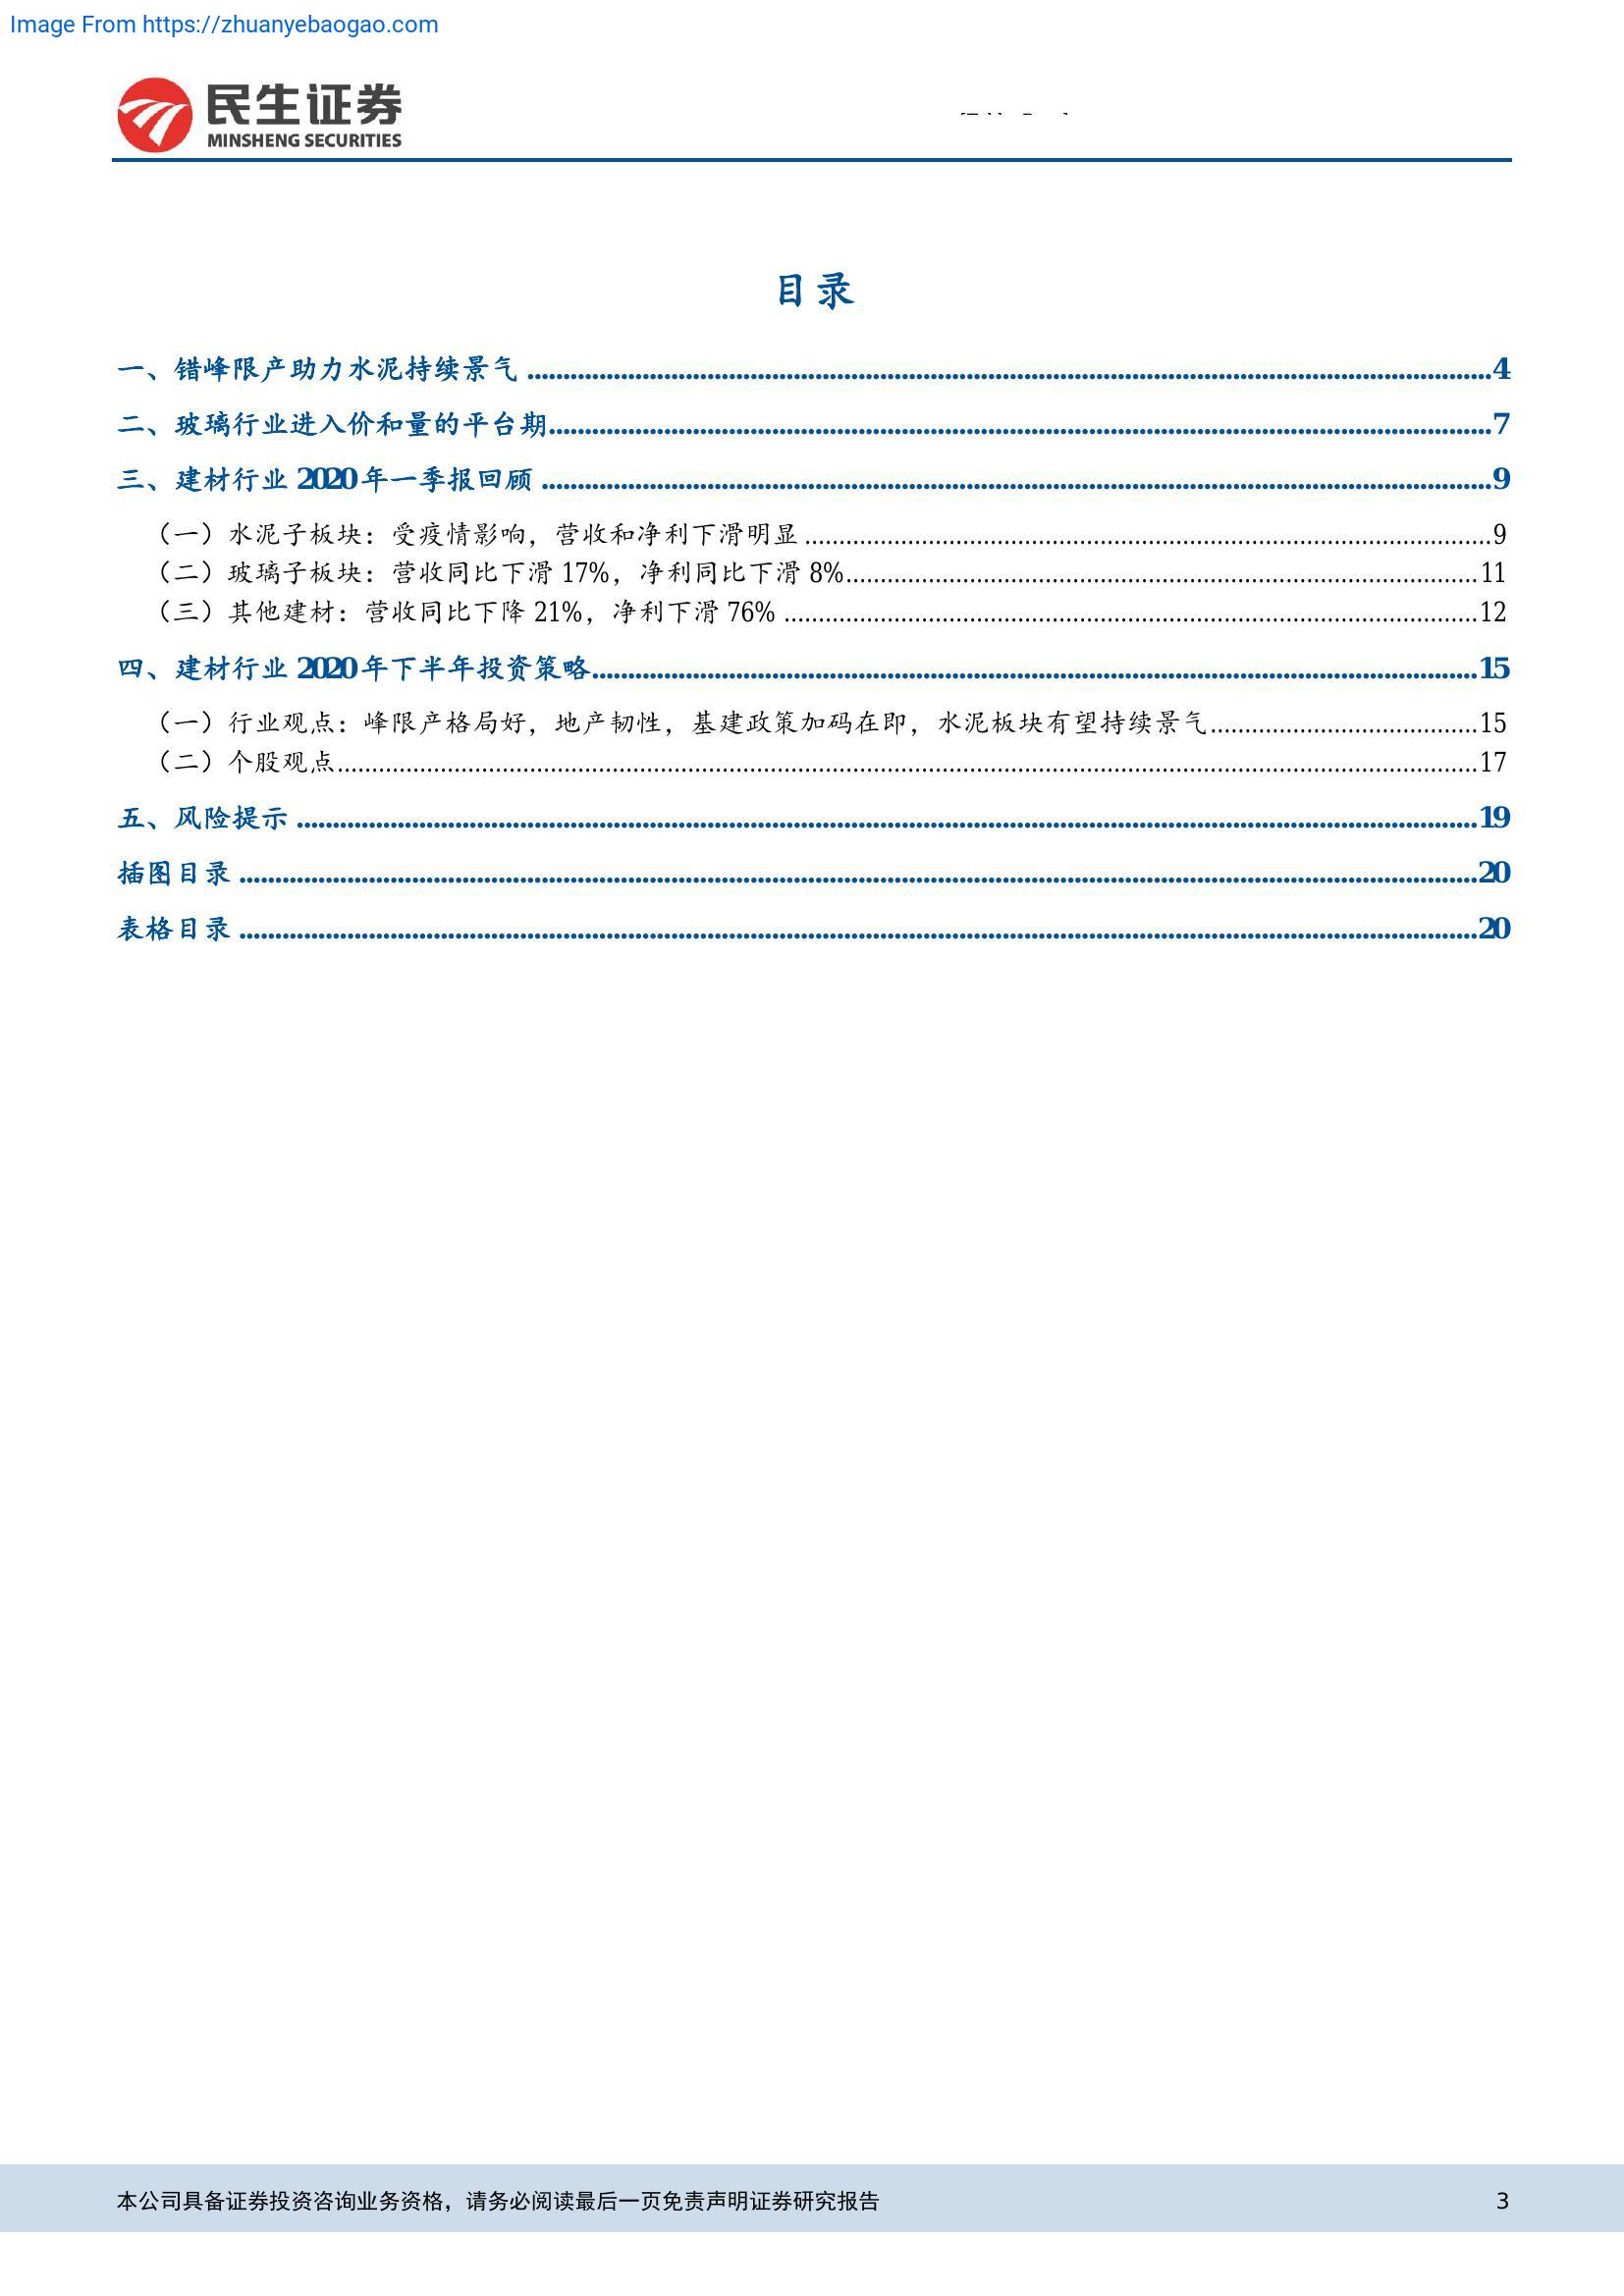 Image From https://zhuanyebaogao.com
民生证券
MINSHENG SECURITIES
目录
一、错峰限产助力水泥持续景气 ........ 4
二、玻璃行业进入价和量的平台期 ........ 7
三、建材行业 2020 年一季报回顾 ........ 9
（一）水泥子板块：受疫情影响，营收和净利下滑明显 ........ 9
（二）玻璃子板块：营收同比下滑 17%，净利同比下滑 8% ........ 11
（三）其他建材：营收同比下降 21%，净利下滑 76% ........ 12
四、建材行业 2020 年下半年投资策略 ........ 15
（一）行业观点：峰限产格局好，地产韧性，基建政策加码在即，水泥板块有望持续景气 ........ 15
（二）个股观点 ........ 17
五、风险提示 ........ 19
插图目录 ........ 20
表格目录 ........ 20
本公司具备证券投资咨询业务资格，请务必阅读最后一页免责声明证券研究报告 3